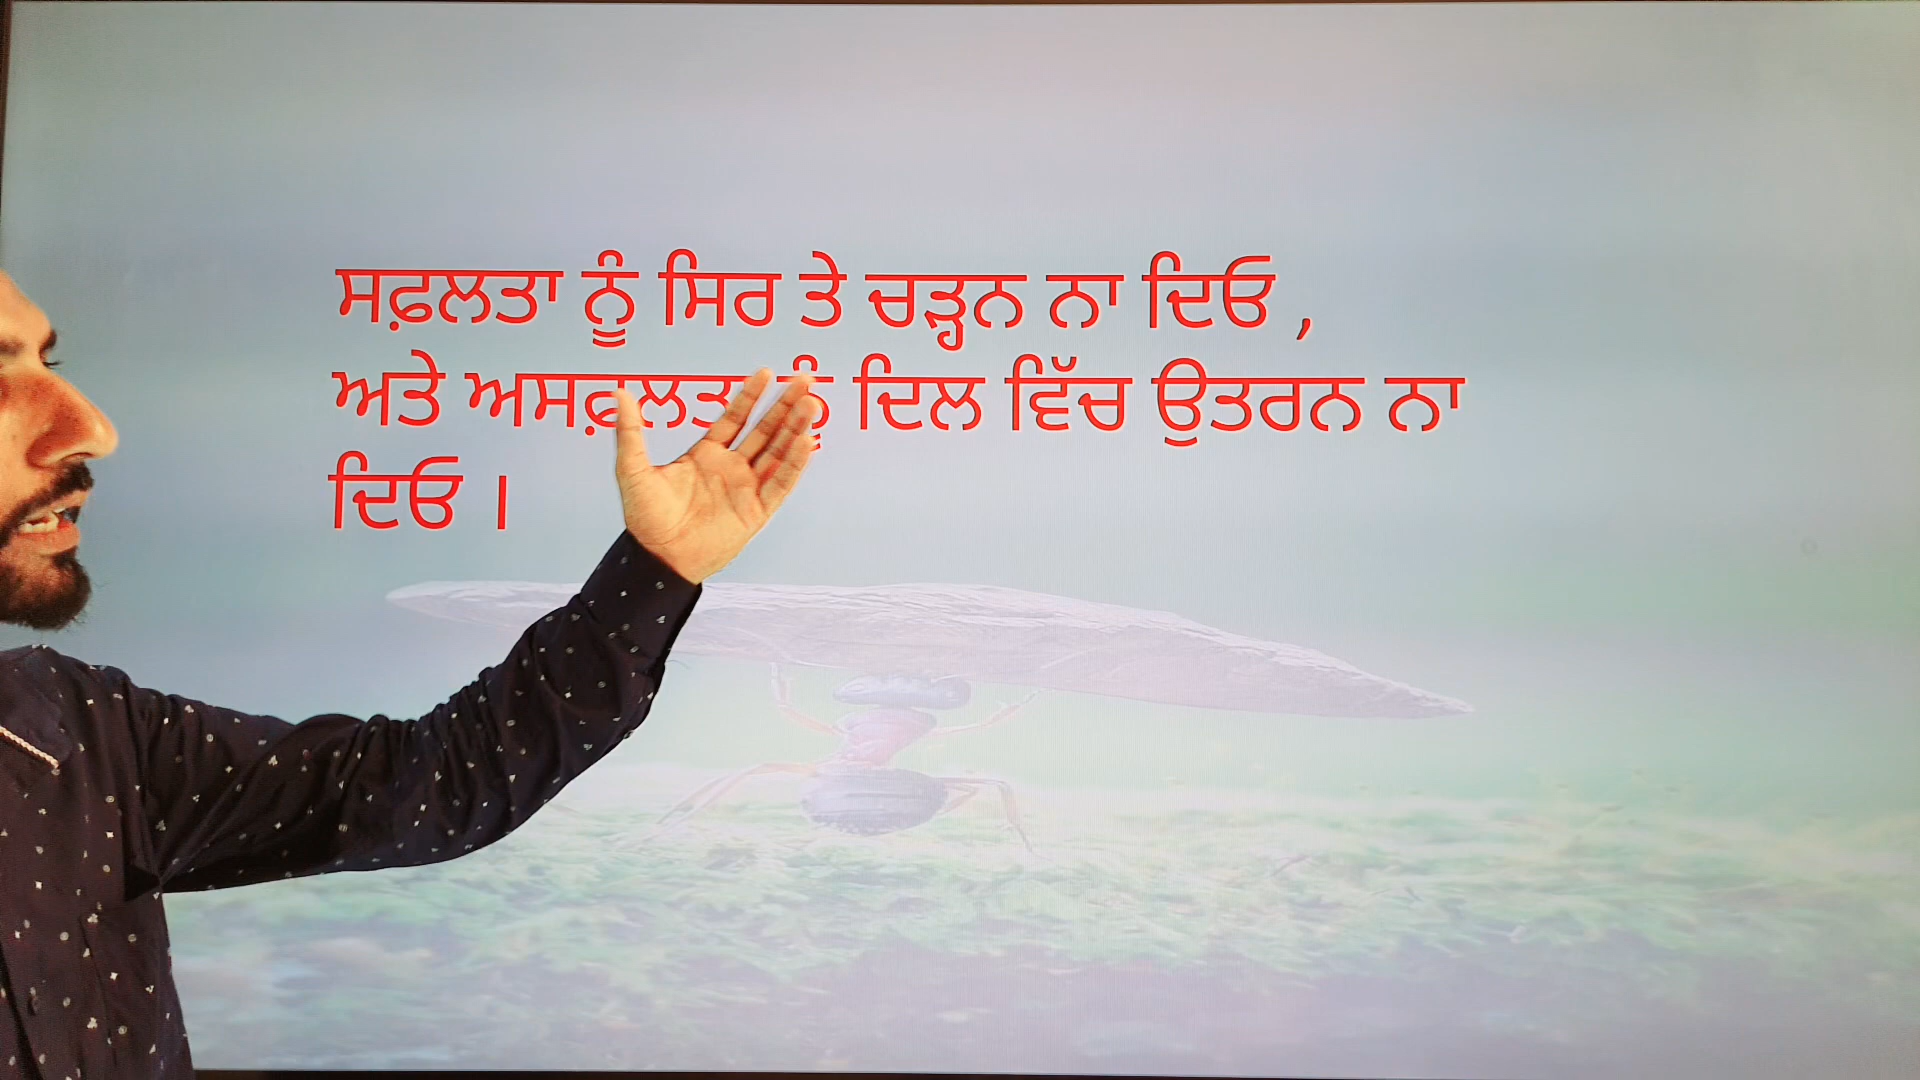 ਸਫ਼ਲਤਾ ਨੂੰ ਸਿਰ ਤੇ ਚੜ੍ਹਨ ਨਾ ਦਿਓ ,
ਅਤੇ ਅਸਫ਼ਲਤਾ ਨੂੰ ਦਿਲ ਵਿੱਚ ਉਤਰਨ ਨਾ
ਦਿਓ ।